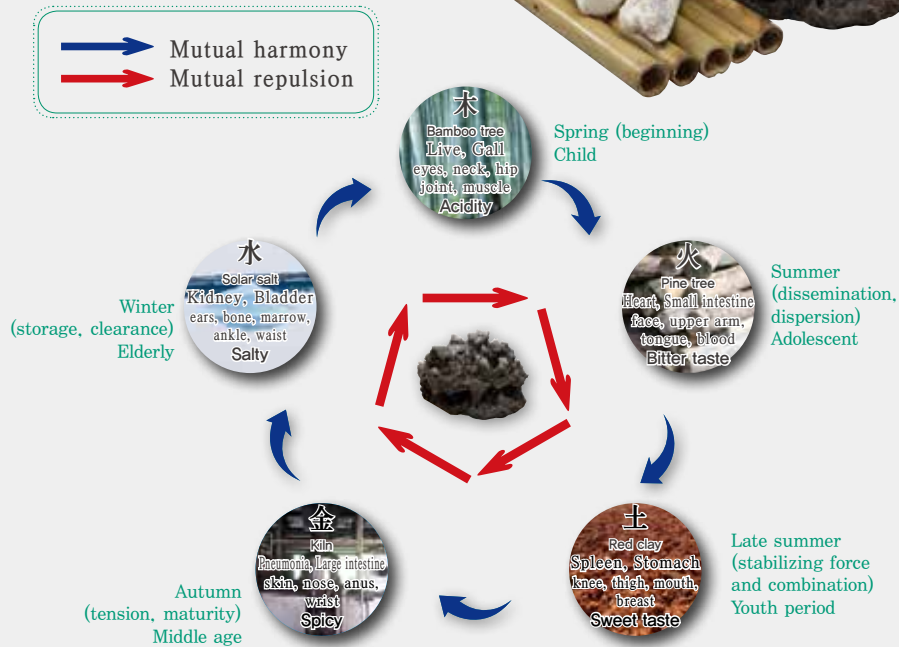 Mutual harmony
Mutual repulsion
木
Bamboo tree
Live, Gall
eyes, neck, hip
joint, muscle
Acidity
Spring (beginning)
Child
火
Pine tree
Heart, Small intestine
face, upper arm,
tongue, blood
Bitter taste
Summer
(dissemination,
dispersion)
Adolescent
土
Red clay
Spleen, Stomach
knee, thigh, mouth,
breast
Sweet taste
Late summer
(stabilizing force
and combination)
Youth period
金
Kiln
Pneumonia, Large intestine
skin, nose, anus,
wrist
Spicy
Autumn
(tension, maturity)
Middle age
水
Solar salt
Kidney, Bladder
ears, bone, marrow,
ankle, waist
Salty
Winter
(storage, clearance)
Elderly